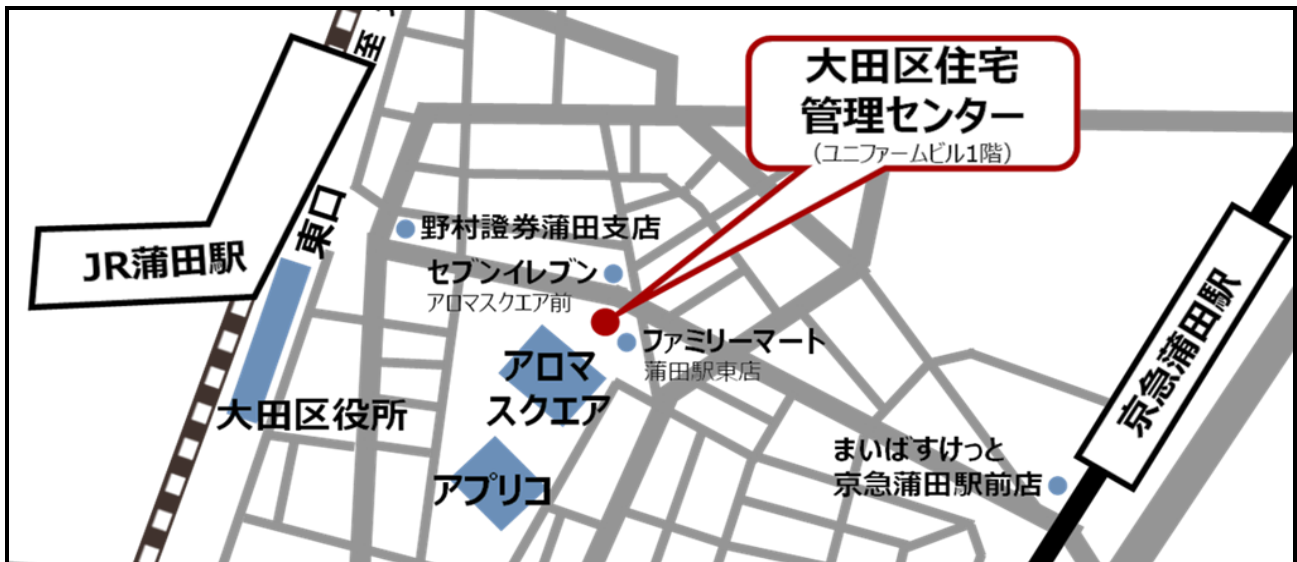 至
大田区住宅
管理センター
(ユニファームビル1階)
東口
JR蒲田駅
野村證券蒲田支店
セブンイレブン
アロマスクエア前
ファミリーマート
蒲田駅東店
アロマ
スクエア
大田区役所
アプリコ
京急蒲田駅
まいばすけっと
京急蒲田駅前店